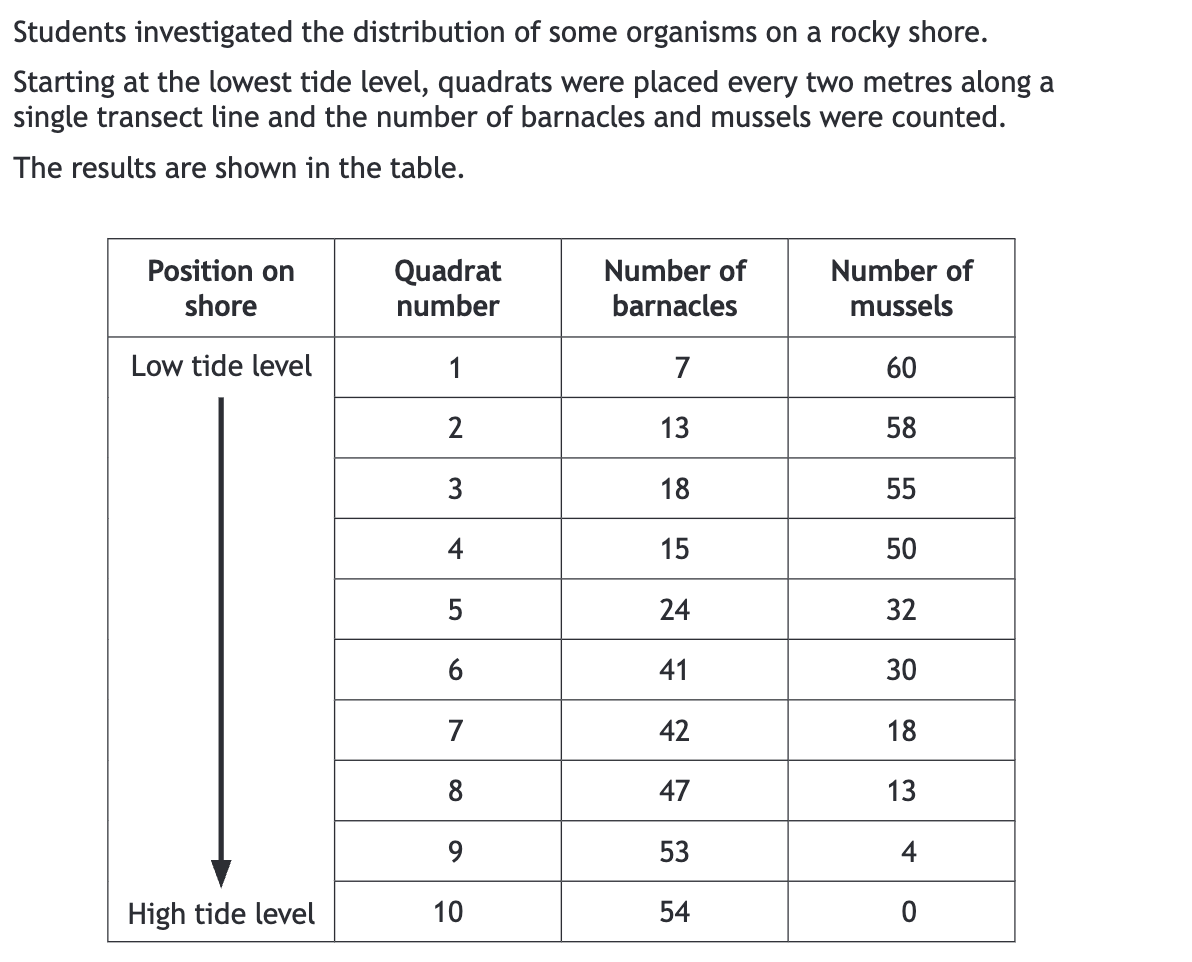 Students investigated the distribution of some organisms on a rocky shore.
Starting at the lowest tide level, quadrats were placed every two metres along a
single transect line and the number of barnacles and mussels were counted.
The results are shown in the table.
Position on shore Quadrat number Number of barnacles Number of mussels
Low tide level 1 7 60
2 13 58
3 18 55
4 15 50
5 24 32
6 41 30
7 42 18
8 47 13
9 53 4
High tide level 10 54 0